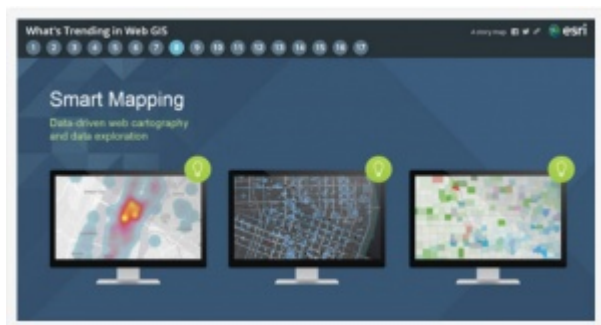 What's Trending in Web GIS
A story map
esri
1 2 3 4 5 6 7 8 9 10 11 12 13 14 15 16 17
Smart Mapping
Data-driven web cartography
and data exploration